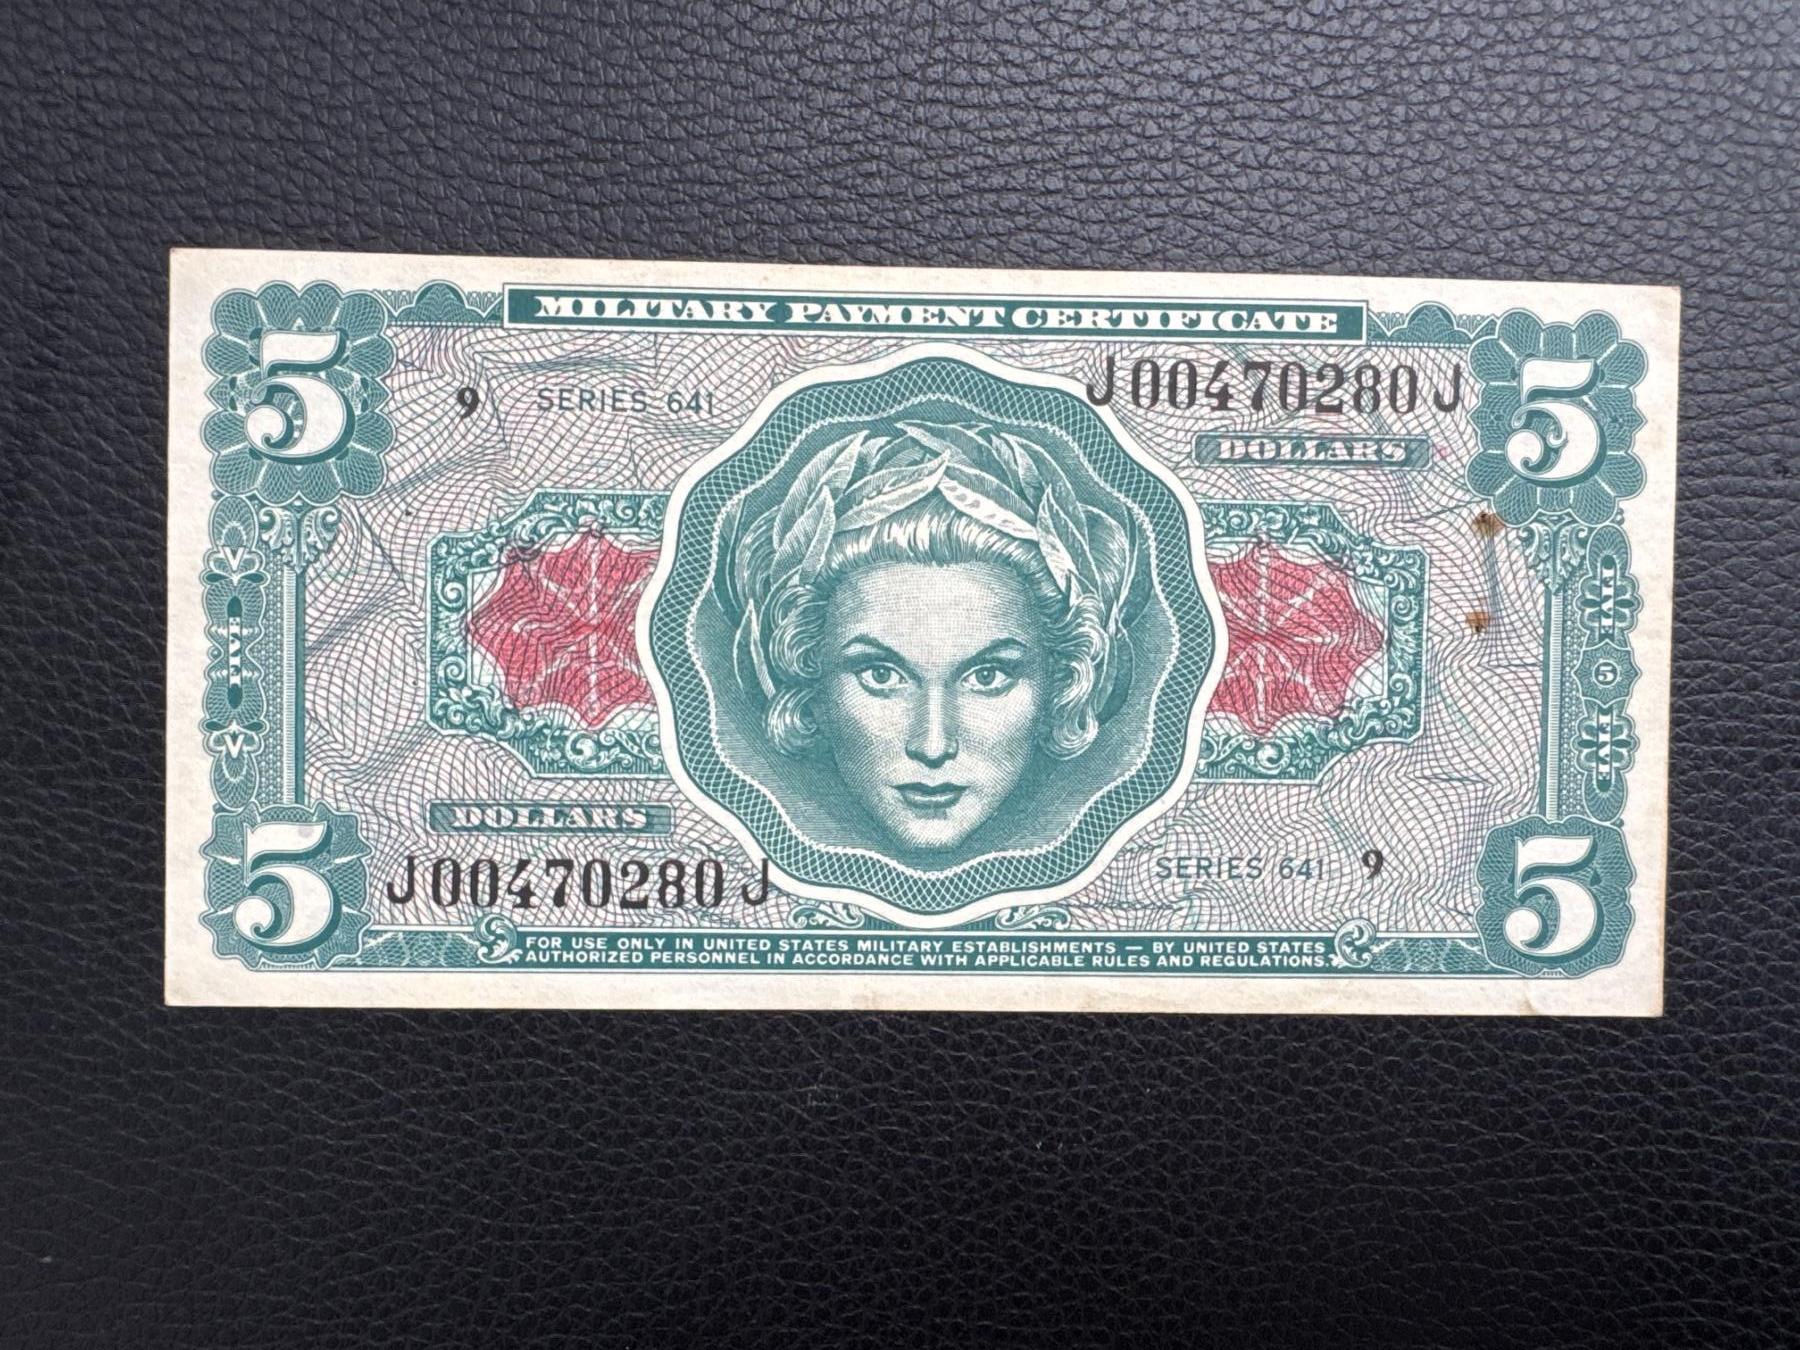 MILITARY PAYMENT CERTIFICATE
5
5
9 SERIES 641
J00470280J
DOLLARS
V
FIVE
V
FIVE
5
FIVE
DOLLARS
J00470280J
SERIES 641 9
5
5
FOR USE ONLY IN UNITED STATES MILITARY ESTABLISHMENTS — BY UNITED STATES
AUTHORIZED PERSONNEL IN ACCORDANCE WITH APPLICABLE RULES AND REGULATIONS.